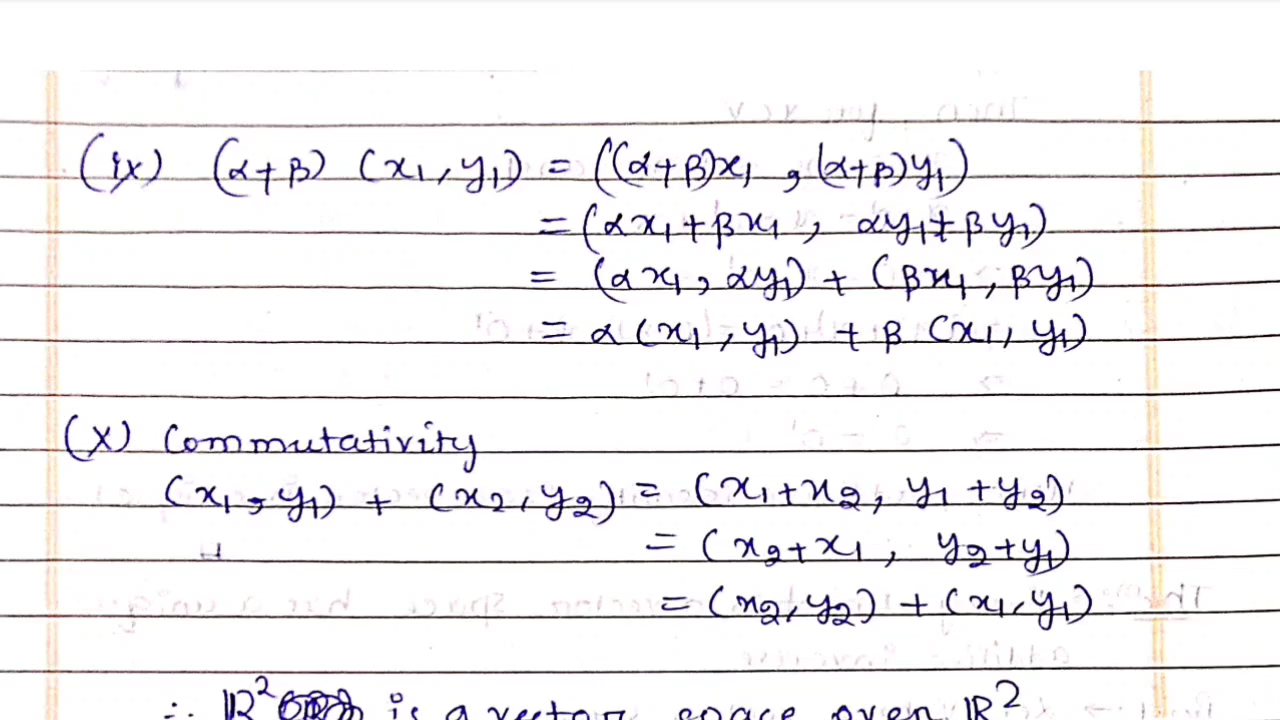 (ix) (α+β) (x₁, y₁) = ((α+β)x₁, (α+β)y₁)
= (αx₁+βx₁, αy₁+βy₁)
= (αx₁, αy₁) + (βx₁, βy₁)
= α(x₁, y₁) + β(x₁, y₁)
(X) Commutativity
(x₁, y₁) + (x₂, y₂) = (x₁+x₂, y₁+y₂)
= (x₂+x₁, y₂+y₁)
= (x₂, y₂) + (x₁, y₁)
∴ ℝ² is a vector space over ℝ²